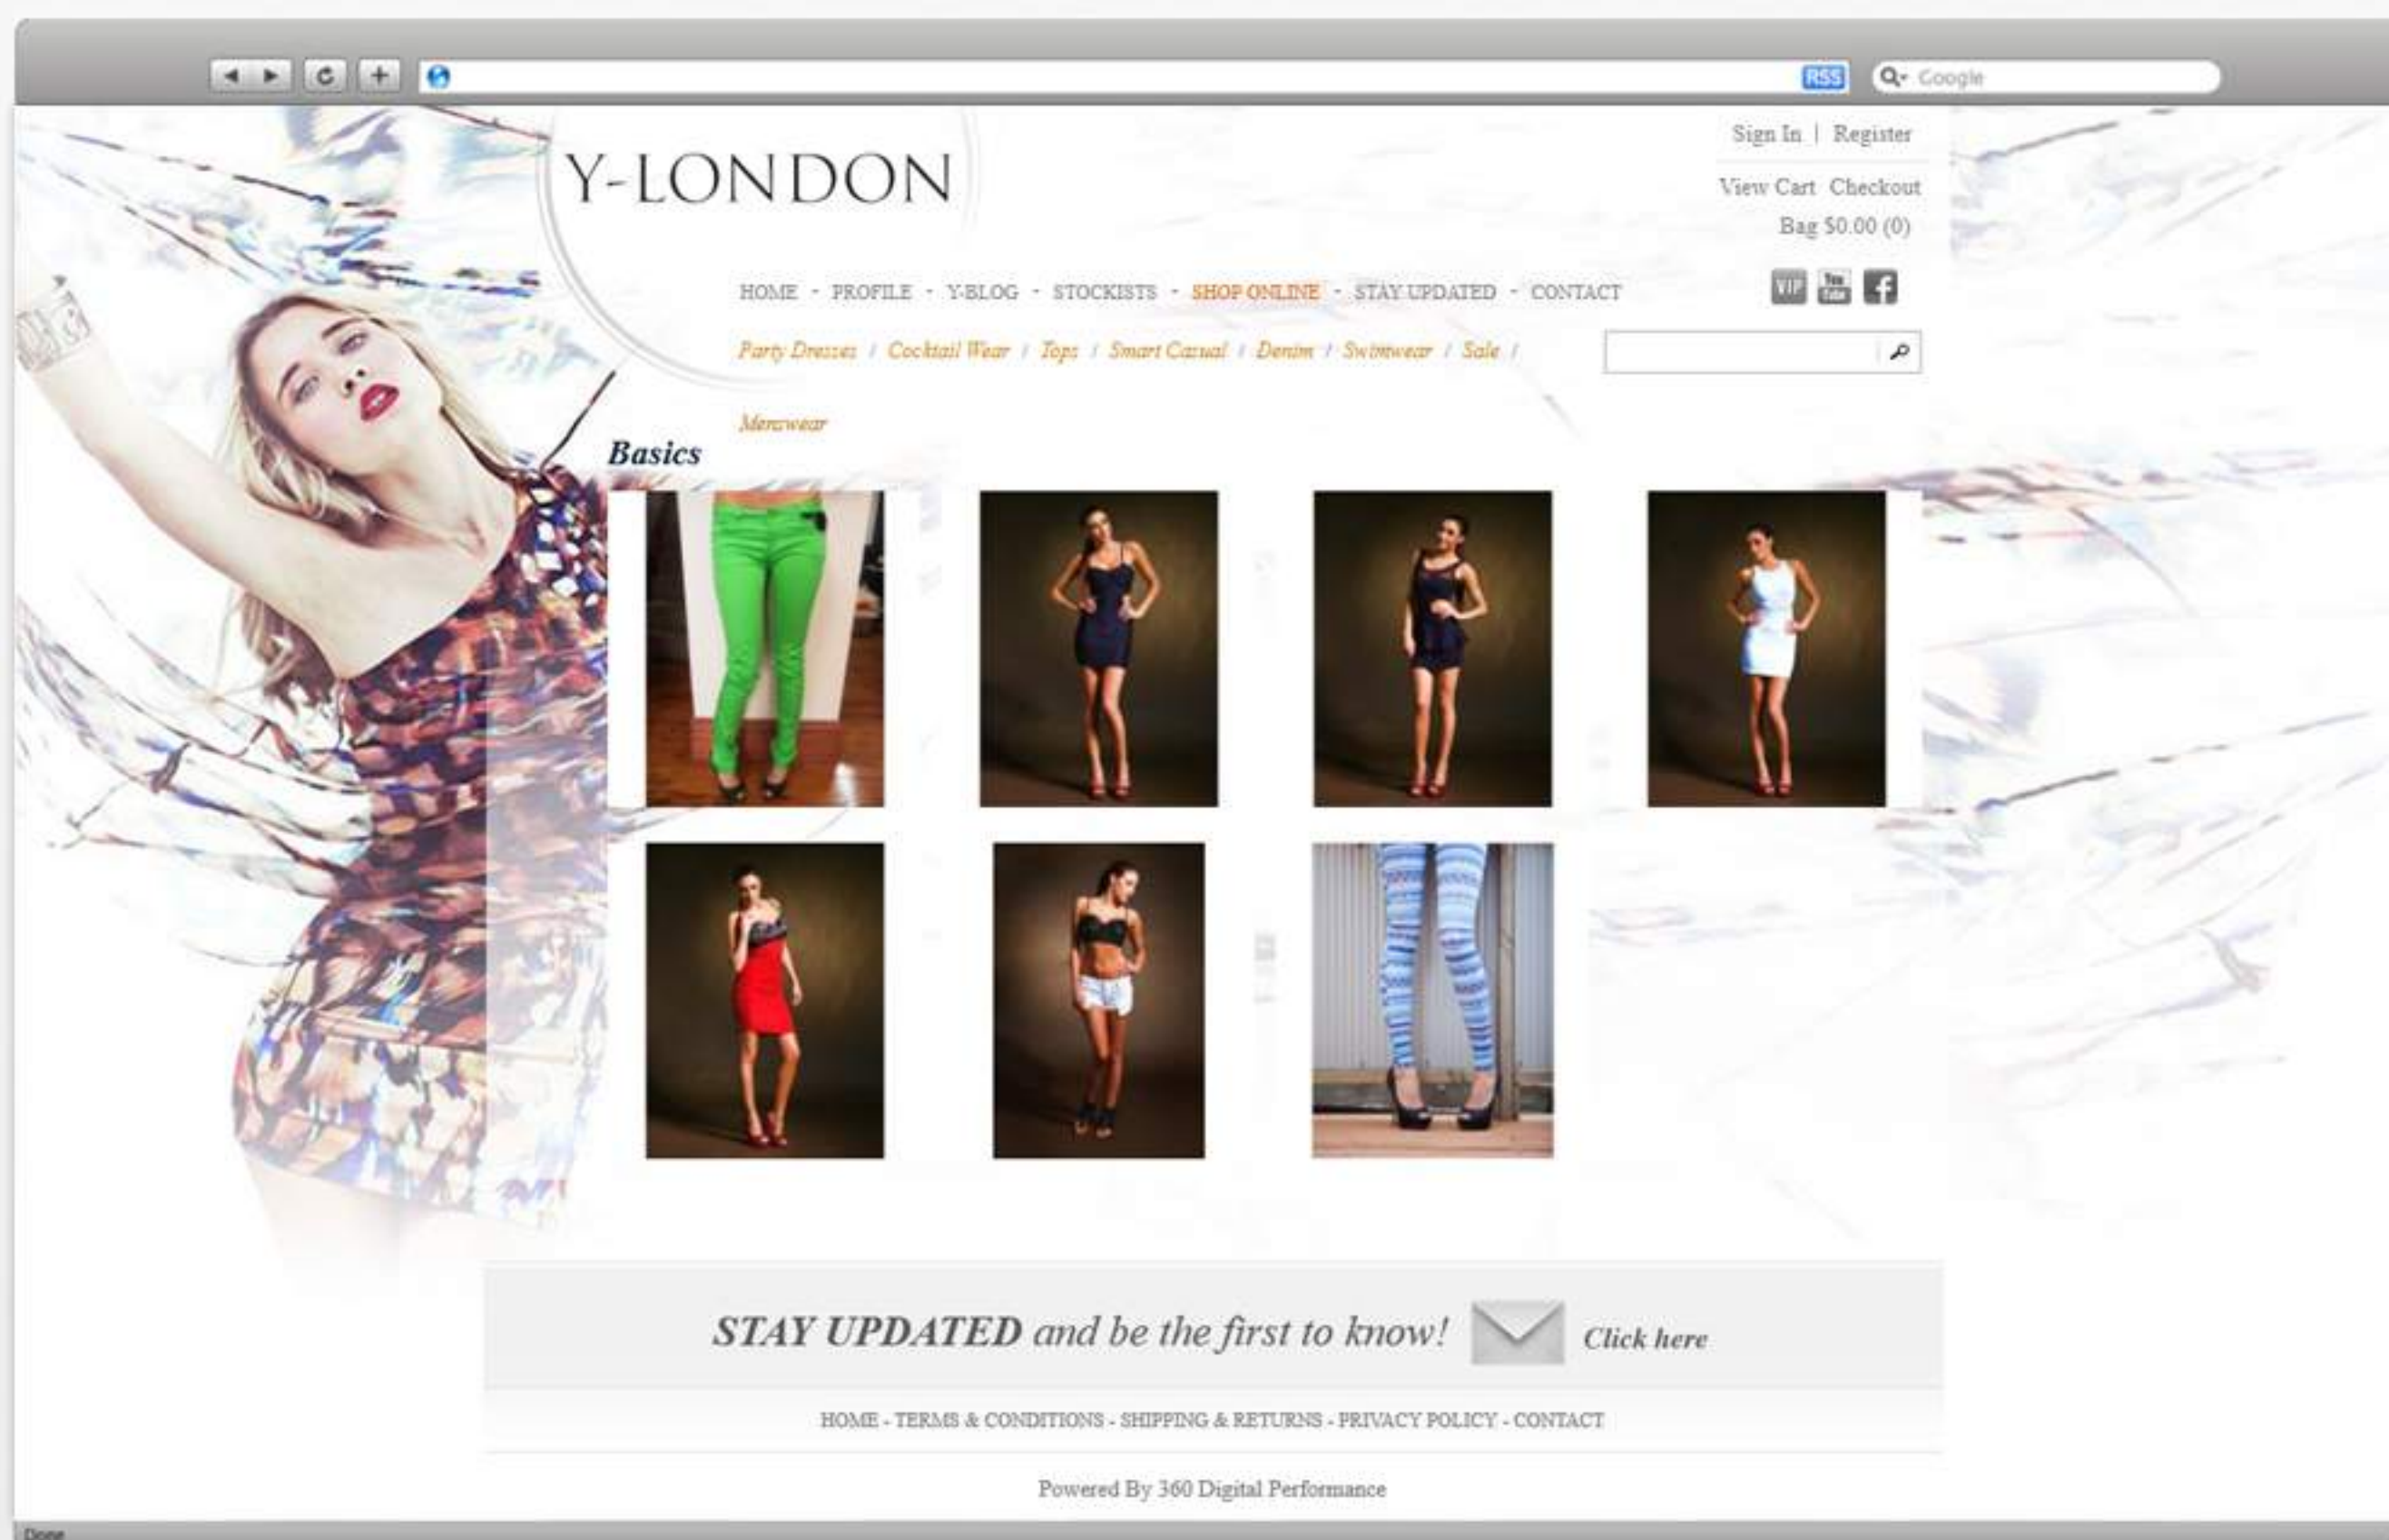 RSS
Google
Y-LONDON
Sign In | Register
View Cart Checkout
Bag $0.00 (0)
HOME - PROFILE - Y-BLOG - STOCKISTS - SHOP ONLINE - STAY UPDATED - CONTACT
VIP You Tube f
Party Dresses / Cocktail Wear / Tops / Smart Casual / Denim / Swimwear / Sale /
Menswear
Basics
STAY UPDATED and be the first to know! Click here
HOME - TERMS & CONDITIONS - SHIPPING & RETURNS - PRIVACY POLICY - CONTACT
Powered By 360 Digital Performance
Done